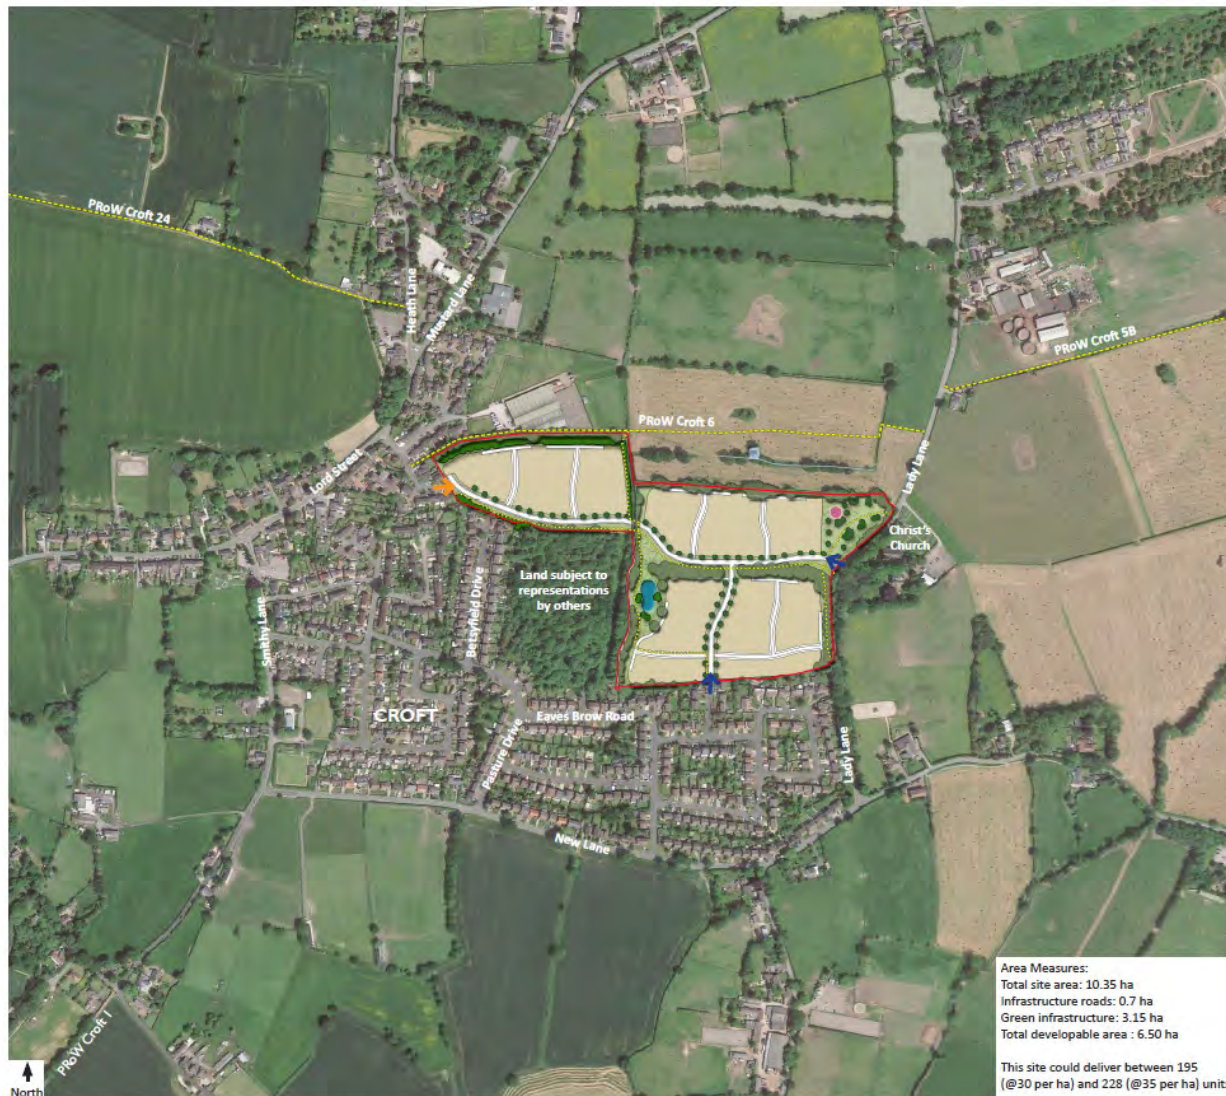 PRoW Croft 24
Heath Lane
Mustard Lane
PRoW Croft 5B
PRoW Croft 6
Lord Street
Lady Lane
Christ's
Church
Land subject to
representations
by others
Betsyfield Drive
Smithy Lane
CROFT
Eaves Brow Road
Pasture Drive
Lady Lane
New Lane
PRoW Croft 1
North
Area Measures:
Total site area: 10.35 ha
Infrastructure roads: 0.7 ha
Green infrastructure: 3.15 ha
Total developable area : 6.50 ha
This site could deliver between 195
(@30 per ha) and 228 (@35 per ha) unit